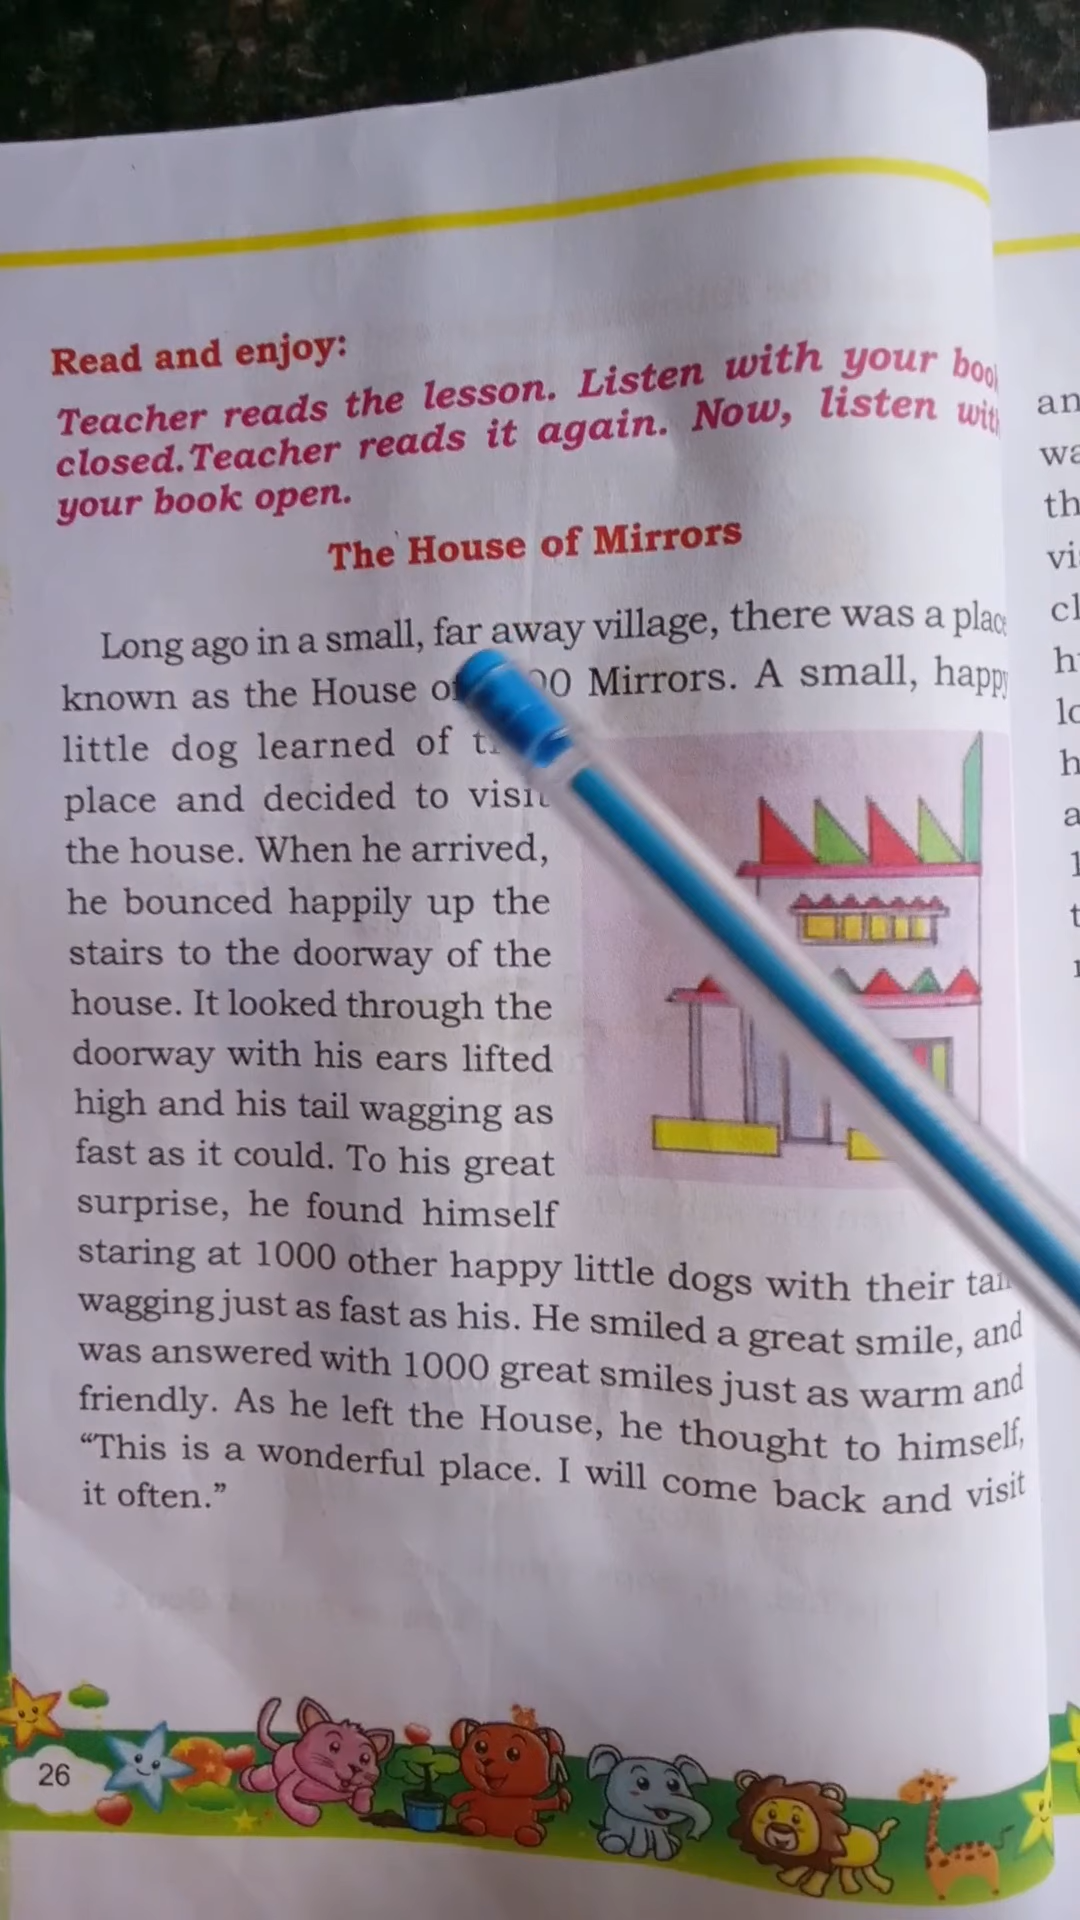 Read and enjoy:
Teacher reads the lesson. Listen with your
closed. Teacher reads it again. Now, listen
your book open.
The House of Mirrors
Long ago in a small, far away village, there was a
known as the House Mirrors. A small,
little dog learned of
place and decided to
the house. When he arrived,
he bounced happily up the
stairs to the doorway of the
house. It looked through the
doorway with his ears lifted
high and his tail wagging as
fast as it could. To his great
surprise, he found himself
staring at 1000 other happy little dogs with their
wagging just as fast as his. He smiled a great smile, and
was answered with 1000 great smiles just as warm and
friendly. As he left the House, he thought to himself,
“This is a wonderful place. I will come back and visit
it often.”
26